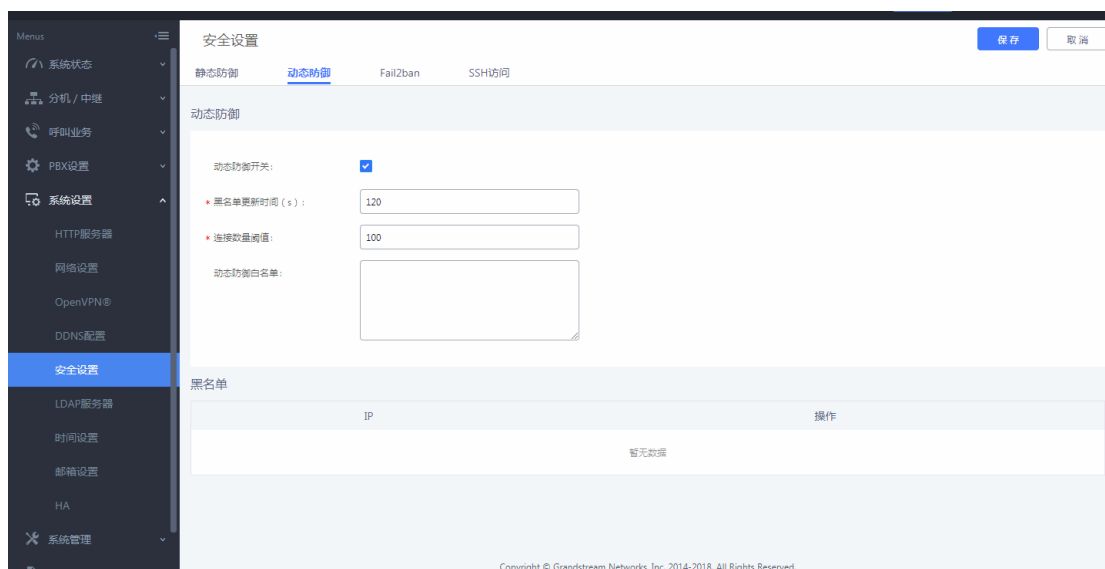 Menus
系统状态
分机 / 中继
呼叫业务
PBX设置
系统设置
HTTP服务器
网络设置
OpenVPN®
DDNS配置
安全设置
LDAP服务器
时间设置
邮箱设置
HA
系统管理
安全设置
保存 取消
静态防御 动态防御 Fail2ban SSH访问
动态防御
动态防御开关:
* 黑名单更新时间 ( s ) : 120
* 连接数量阈值: 100
动态防御白名单:
黑名单
IP 操作
暂无数据
Copyright © Grandstream Networks, Inc. 2014-2018. All Rights Reserved.